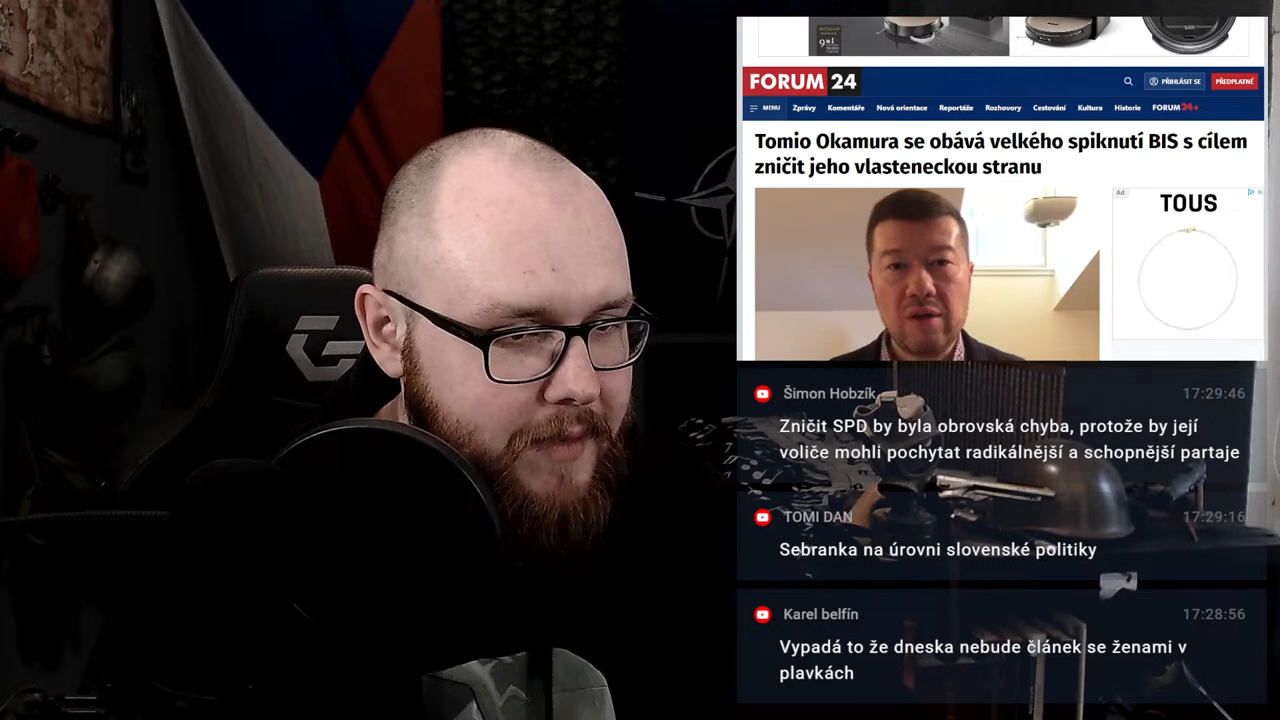 9in1
FORUM 24
PŘIHLÁSIT SE
PŘEDPLATNÉ
MENU Zprávy Komentáře Nová orientace Reportáže Rozhovory Cestování Kultura Historie FORUM 24+
Tomio Okamura se obává velkého spiknutí BIS s cílem
zničit jeho vlasteneckou stranu
Ad
TOUS
Šimon Hobzík
17:29:46
Zničit SPD by byla obrovská chyba, protože by její
voliče mohli pochytat radikálnější a schopnější partaje
TOMI DAN
17:29:16
Sebranka na úrovni slovenské politiky
Karel belfín
17:28:56
Vypadá to že dneska nebude článek se ženami v
plavkách